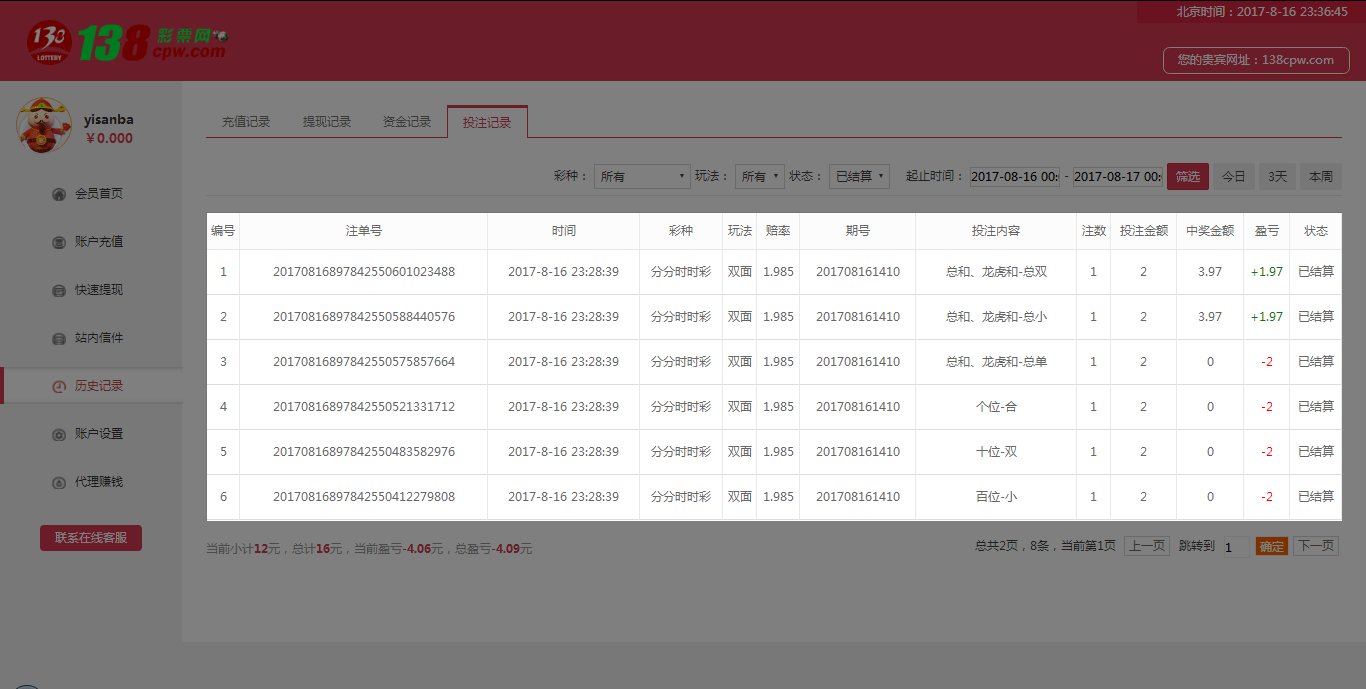 北京时间：2017-8-16 23:36:45
138 LOTTERY 138 彩票网 cpw.com
您的贵宾网址：138cpw.com
yisanba
￥0.000
会员首页
账户充值
快速提现
站内信件
历史记录
账户设置
代理赚钱
联系在线客服
充值记录 提现记录 资金记录 投注记录
彩种： 所有 玩法： 所有 状态： 已结算 起止时间： 2017-08-16 00: - 2017-08-17 00: 筛选 今日 3天 本周
编号 注单号 时间 彩种 玩法 赔率 期号 投注内容 注数 投注金额 中奖金额 盈亏 状态
1 20170816897842550601023488 2017-8-16 23:28:39 分分时时彩 双面 1.985 201708161410 总和、龙虎和-总双 1 2 3.97 +1.97 已结算
2 20170816897842550588440576 2017-8-16 23:28:39 分分时时彩 双面 1.985 201708161410 总和、龙虎和-总小 1 2 3.97 +1.97 已结算
3 20170816897842550575857664 2017-8-16 23:28:39 分分时时彩 双面 1.985 201708161410 总和、龙虎和-总单 1 2 0 -2 已结算
4 20170816897842550521331712 2017-8-16 23:28:39 分分时时彩 双面 1.985 201708161410 个位-合 1 2 0 -2 已结算
5 20170816897842550483582976 2017-8-16 23:28:39 分分时时彩 双面 1.985 201708161410 十位-双 1 2 0 -2 已结算
6 20170816897842550412279808 2017-8-16 23:28:39 分分时时彩 双面 1.985 201708161410 百位-小 1 2 0 -2 已结算
当前小计12元，总计16元，当前盈亏-4.06元，总盈亏-4.09元
总共2页，8条，当前第1页 上一页 跳转到 1 确定 下一页